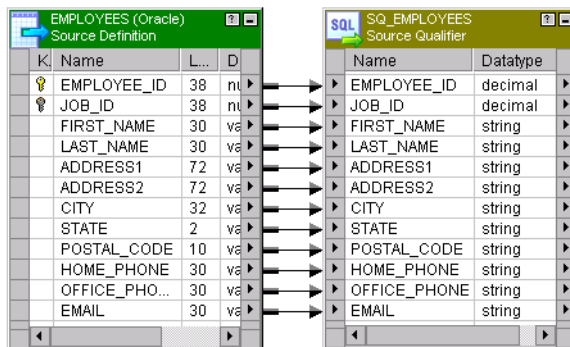 EMPLOYEES (Oracle)
Source Definition
K. Name L... D
EMPLOYEE_ID 38 nu
JOB_ID 38 nu
FIRST_NAME 30 va
LAST_NAME 30 va
ADDRESS1 72 va
ADDRESS2 72 va
CITY 32 va
STATE 2 va
POSTAL_CODE 10 va
HOME_PHONE 30 va
OFFICE_PHO... 30 va
EMAIL 30 va
SQL SQ_EMPLOYEES
Source Qualifier
Name Datatype
EMPLOYEE_ID decimal
JOB_ID decimal
FIRST_NAME string
LAST_NAME string
ADDRESS1 string
ADDRESS2 string
CITY string
STATE string
POSTAL_CODE string
HOME_PHONE string
OFFICE_PHONE string
EMAIL string